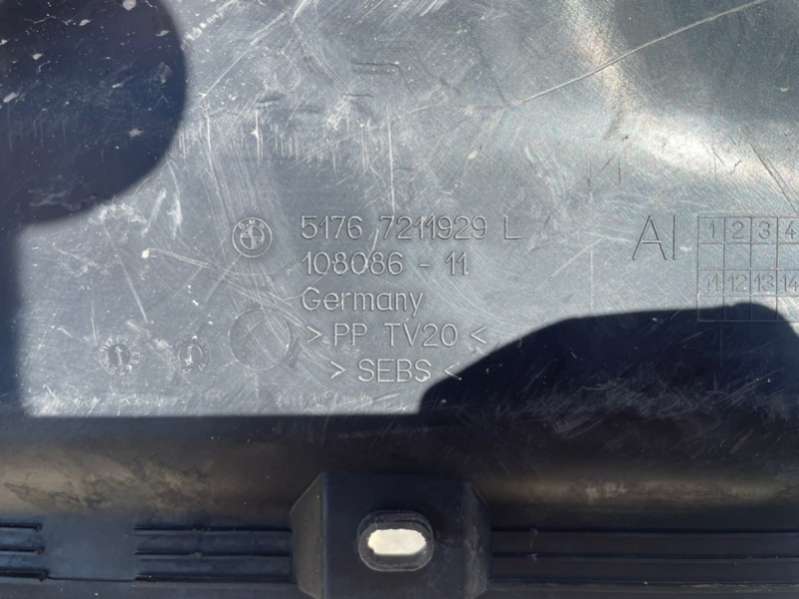 5176 7211929 L
108086 - 11
Germany
>PP TV20<
>SEBS<
AI
1 2 3 4
11 12 13 14